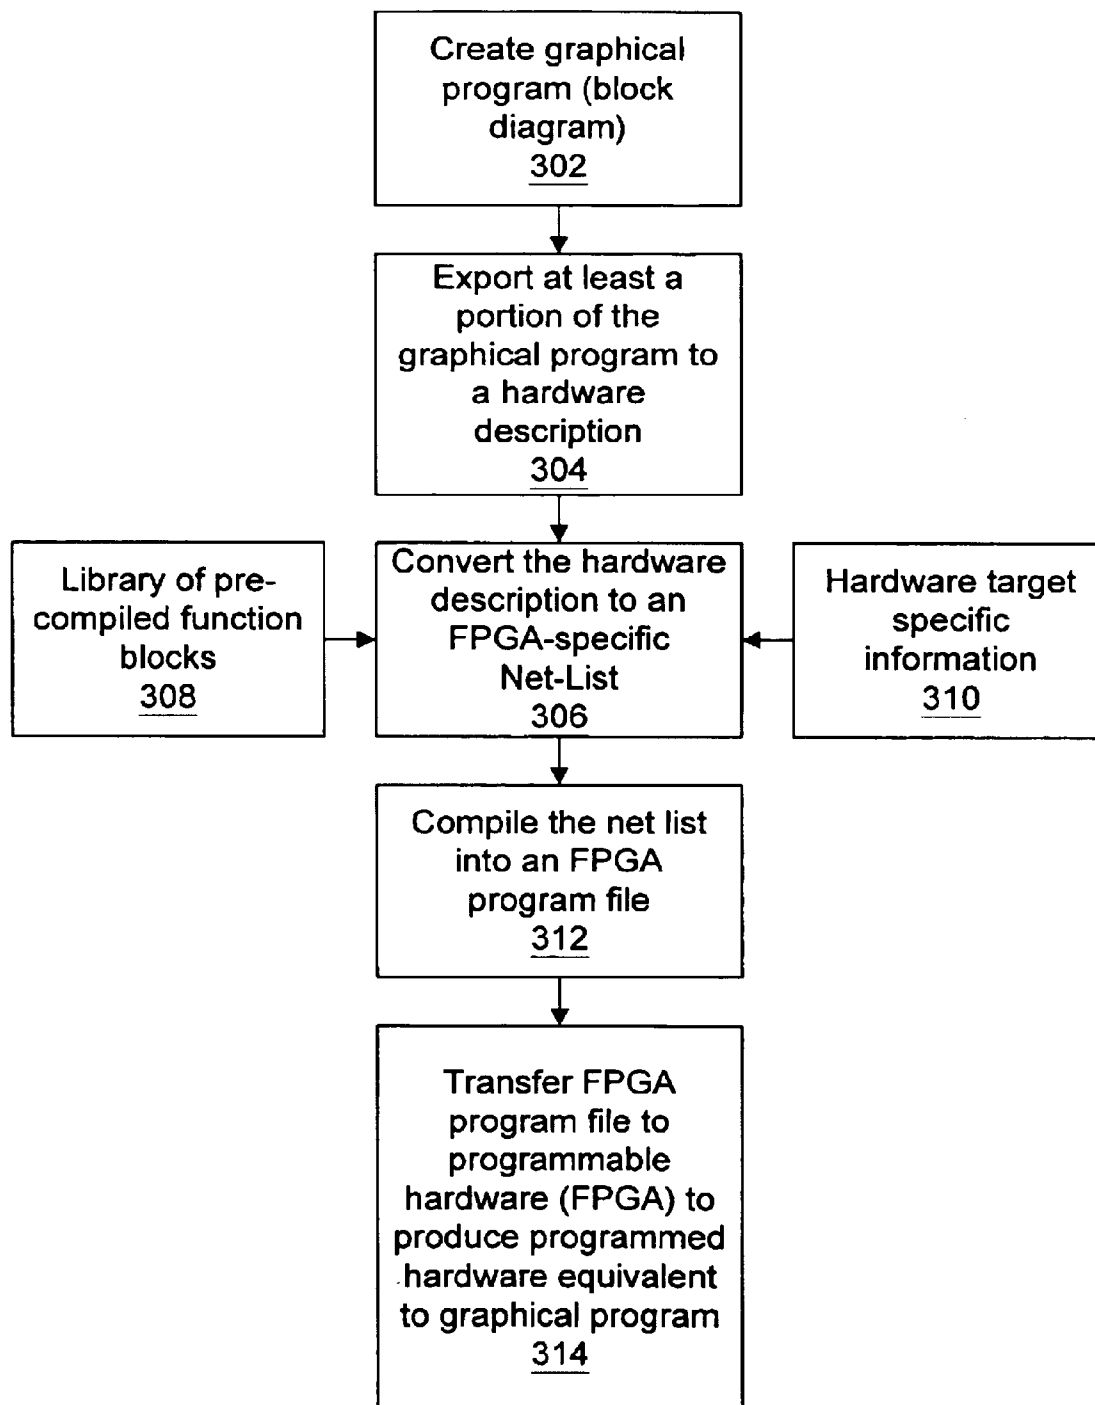 Create graphical
program (block
diagram)
302
Export at least a
portion of the
graphical program to
a hardware
description
304
Library of pre-
compiled function
blocks
308
Convert the hardware
description to an
FPGA-specific
Net-List
306
Hardware target
specific
information
310
Compile the net list
into an FPGA
program file
312
Transfer FPGA
program file to
programmable
hardware (FPGA) to
produce programmed
hardware equivalent
to graphical program
314